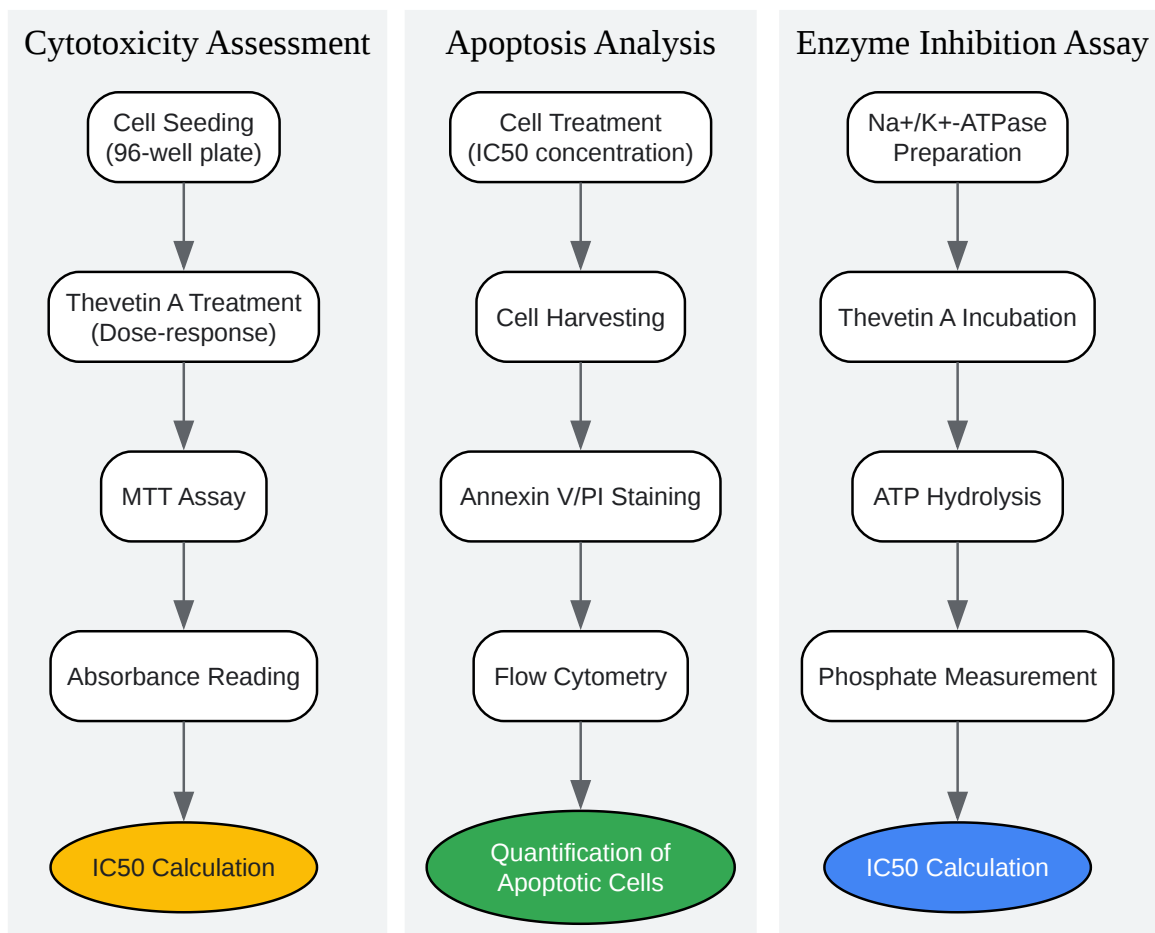 Cytotoxicity Assessment
Cell Seeding
(96-well plate)
Thevetin A Treatment
(Dose-response)
MTT Assay
Absorbance Reading
IC50 Calculation
Apoptosis Analysis
Cell Treatment
(IC50 concentration)
Cell Harvesting
Annexin V/PI Staining
Flow Cytometry
Quantification of
Apoptotic Cells
Enzyme Inhibition Assay
Na+/K+-ATPase
Preparation
Thevetin A Incubation
ATP Hydrolysis
Phosphate Measurement
IC50 Calculation